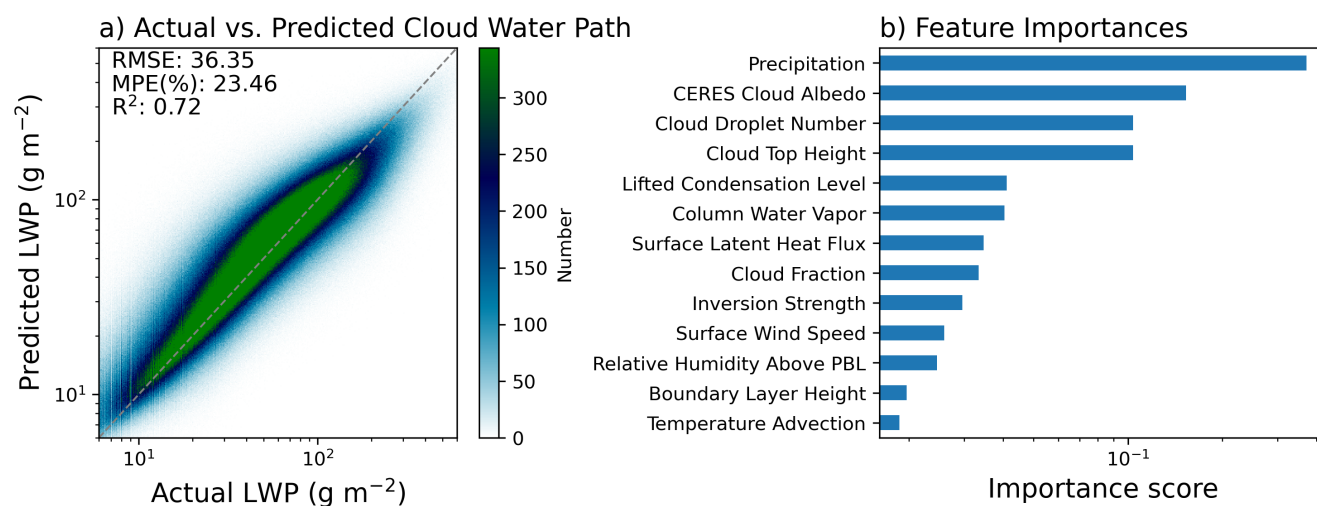 a) Actual vs. Predicted Cloud Water Path
RMSE: 36.35
MPE(%): 23.46
R²: 0.72
Predicted LWP (g m⁻²)
10²
10¹
10¹
10²
Actual LWP (g m⁻²)
300
250
200
150
100
50
0
Number
b) Feature Importances
Precipitation
CERES Cloud Albedo
Cloud Droplet Number
Cloud Top Height
Lifted Condensation Level
Column Water Vapor
Surface Latent Heat Flux
Cloud Fraction
Inversion Strength
Surface Wind Speed
Relative Humidity Above PBL
Boundary Layer Height
Temperature Advection
10⁻¹
Importance score